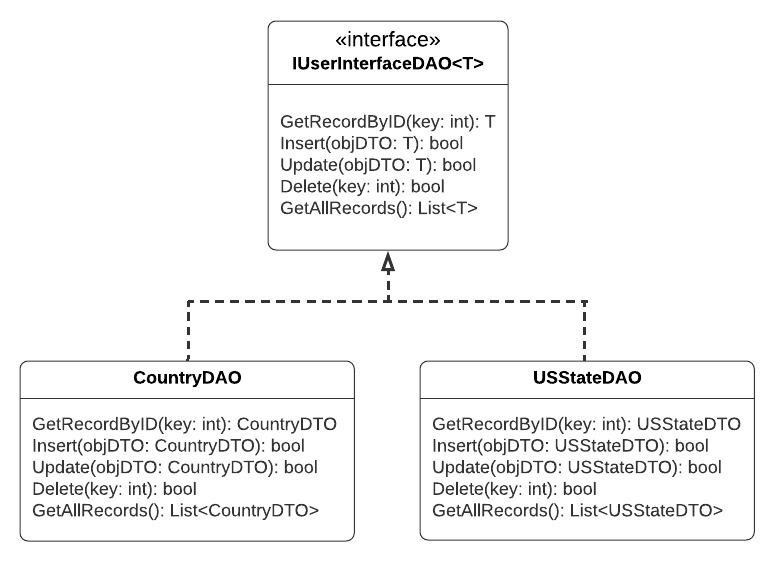 «interface»
IUserInterfaceDAO<T>
GetRecordByID(key: int): T
Insert(objDTO: T): bool
Update(objDTO: T): bool
Delete(key: int): bool
GetAllRecords(): List<T>
CountryDAO
GetRecordByID(key: int): CountryDTO
Insert(objDTO: CountryDTO): bool
Update(objDTO: CountryDTO): bool
Delete(key: int): bool
GetAllRecords(): List<CountryDTO>
USStateDAO
GetRecordByID(key: int): USStateDTO
Insert(objDTO: USStateDTO): bool
Update(objDTO: USStateDTO): bool
Delete(key: int): bool
GetAllRecords(): List<USStateDTO>